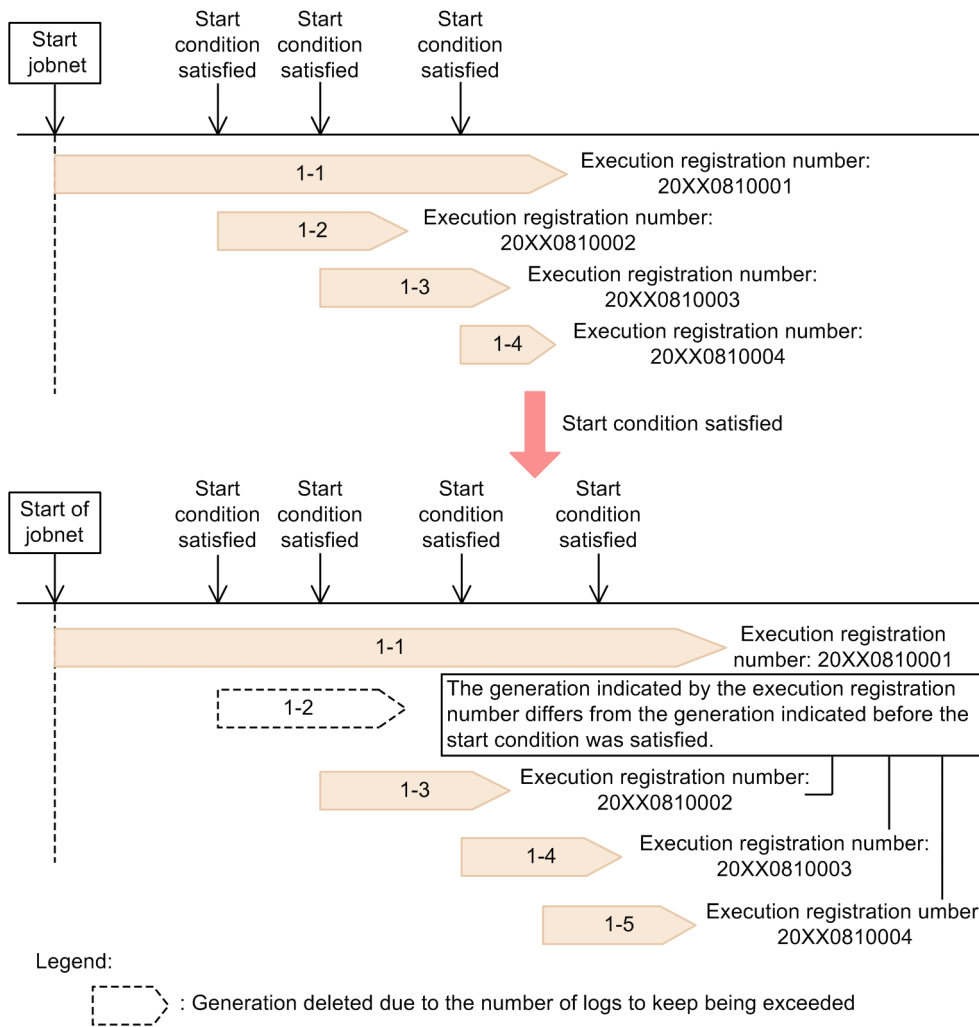 Start
jobnet
Start
condition
satisfied
Start
condition
satisfied
Start
condition
satisfied
1-1
Execution registration number:
20XX0810001
1-2
Execution registration number:
20XX0810002
1-3
Execution registration number:
20XX0810003
1-4
Execution registration number:
20XX0810004
Start condition satisfied
Start of
jobnet
Start
condition
satisfied
Start
condition
satisfied
Start
condition
satisfied
Start
condition
satisfied
1-1
Execution registration
number: 20XX0810001
1-2
The generation indicated by the execution registration
number differs from the generation indicated before the
start condition was satisfied.
1-3
Execution registration number:
20XX0810002
1-4
Execution registration number:
20XX0810003
1-5
Execution registration umber:
20XX0810004
Legend:
: Generation deleted due to the number of logs to keep being exceeded